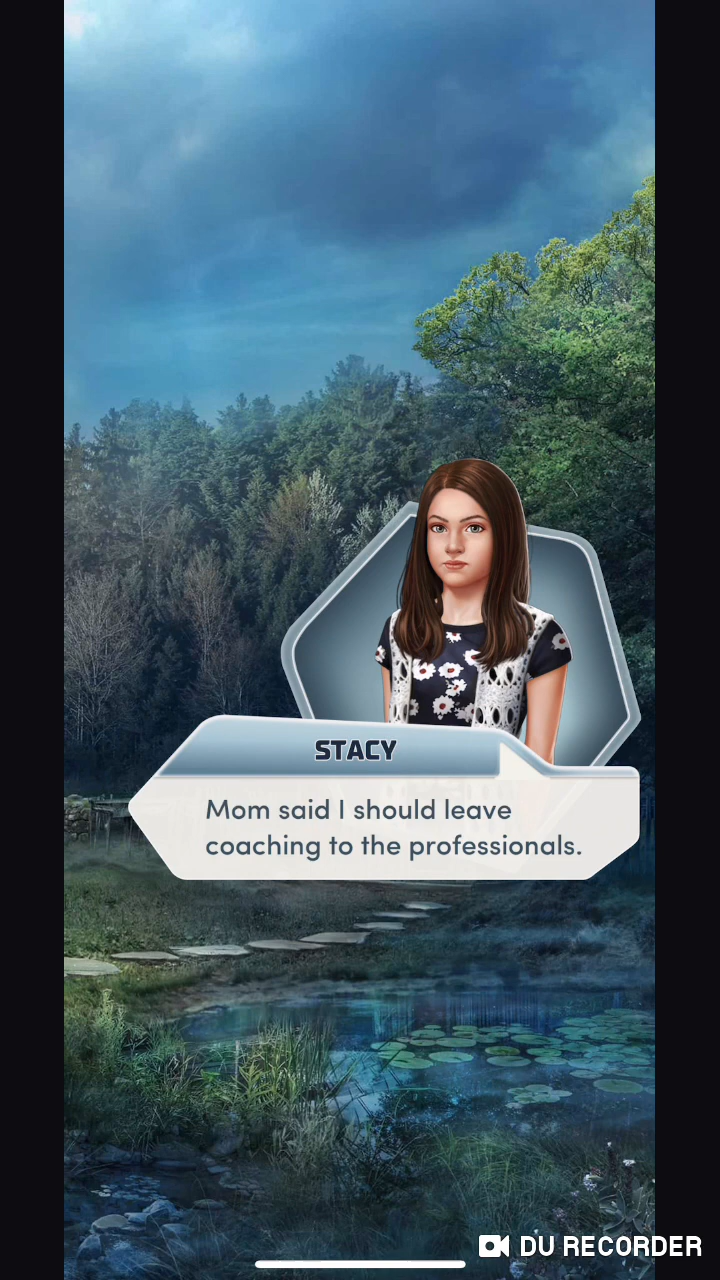 STACY
Mom said I should leave
coaching to the professionals.
DU RECORDER